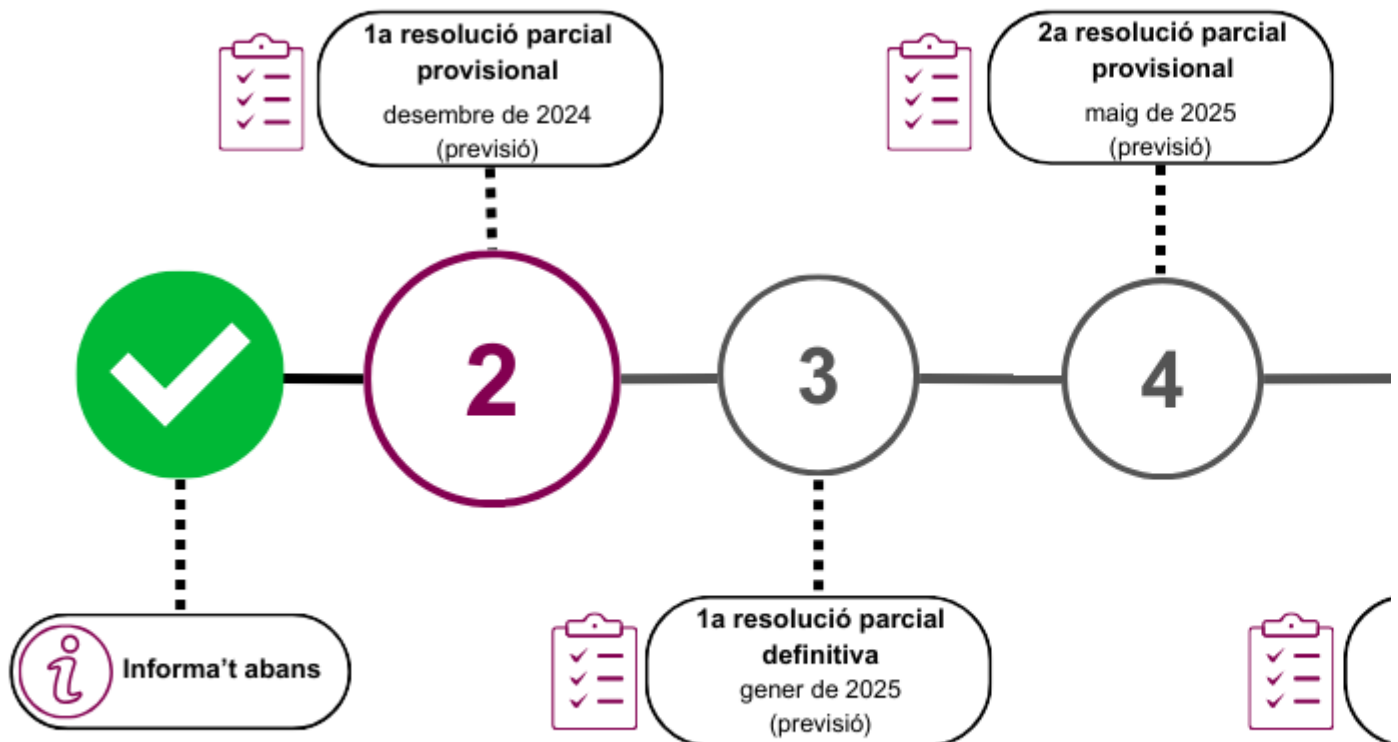 1a resolució parcial
provisional
desembre de 2024
(previsió)
2a resolució parcial
provisional
maig de 2025
(previsió)
2
3
4
Informa’t abans
1a resolució parcial
definitiva
gener de 2025
(previsió)